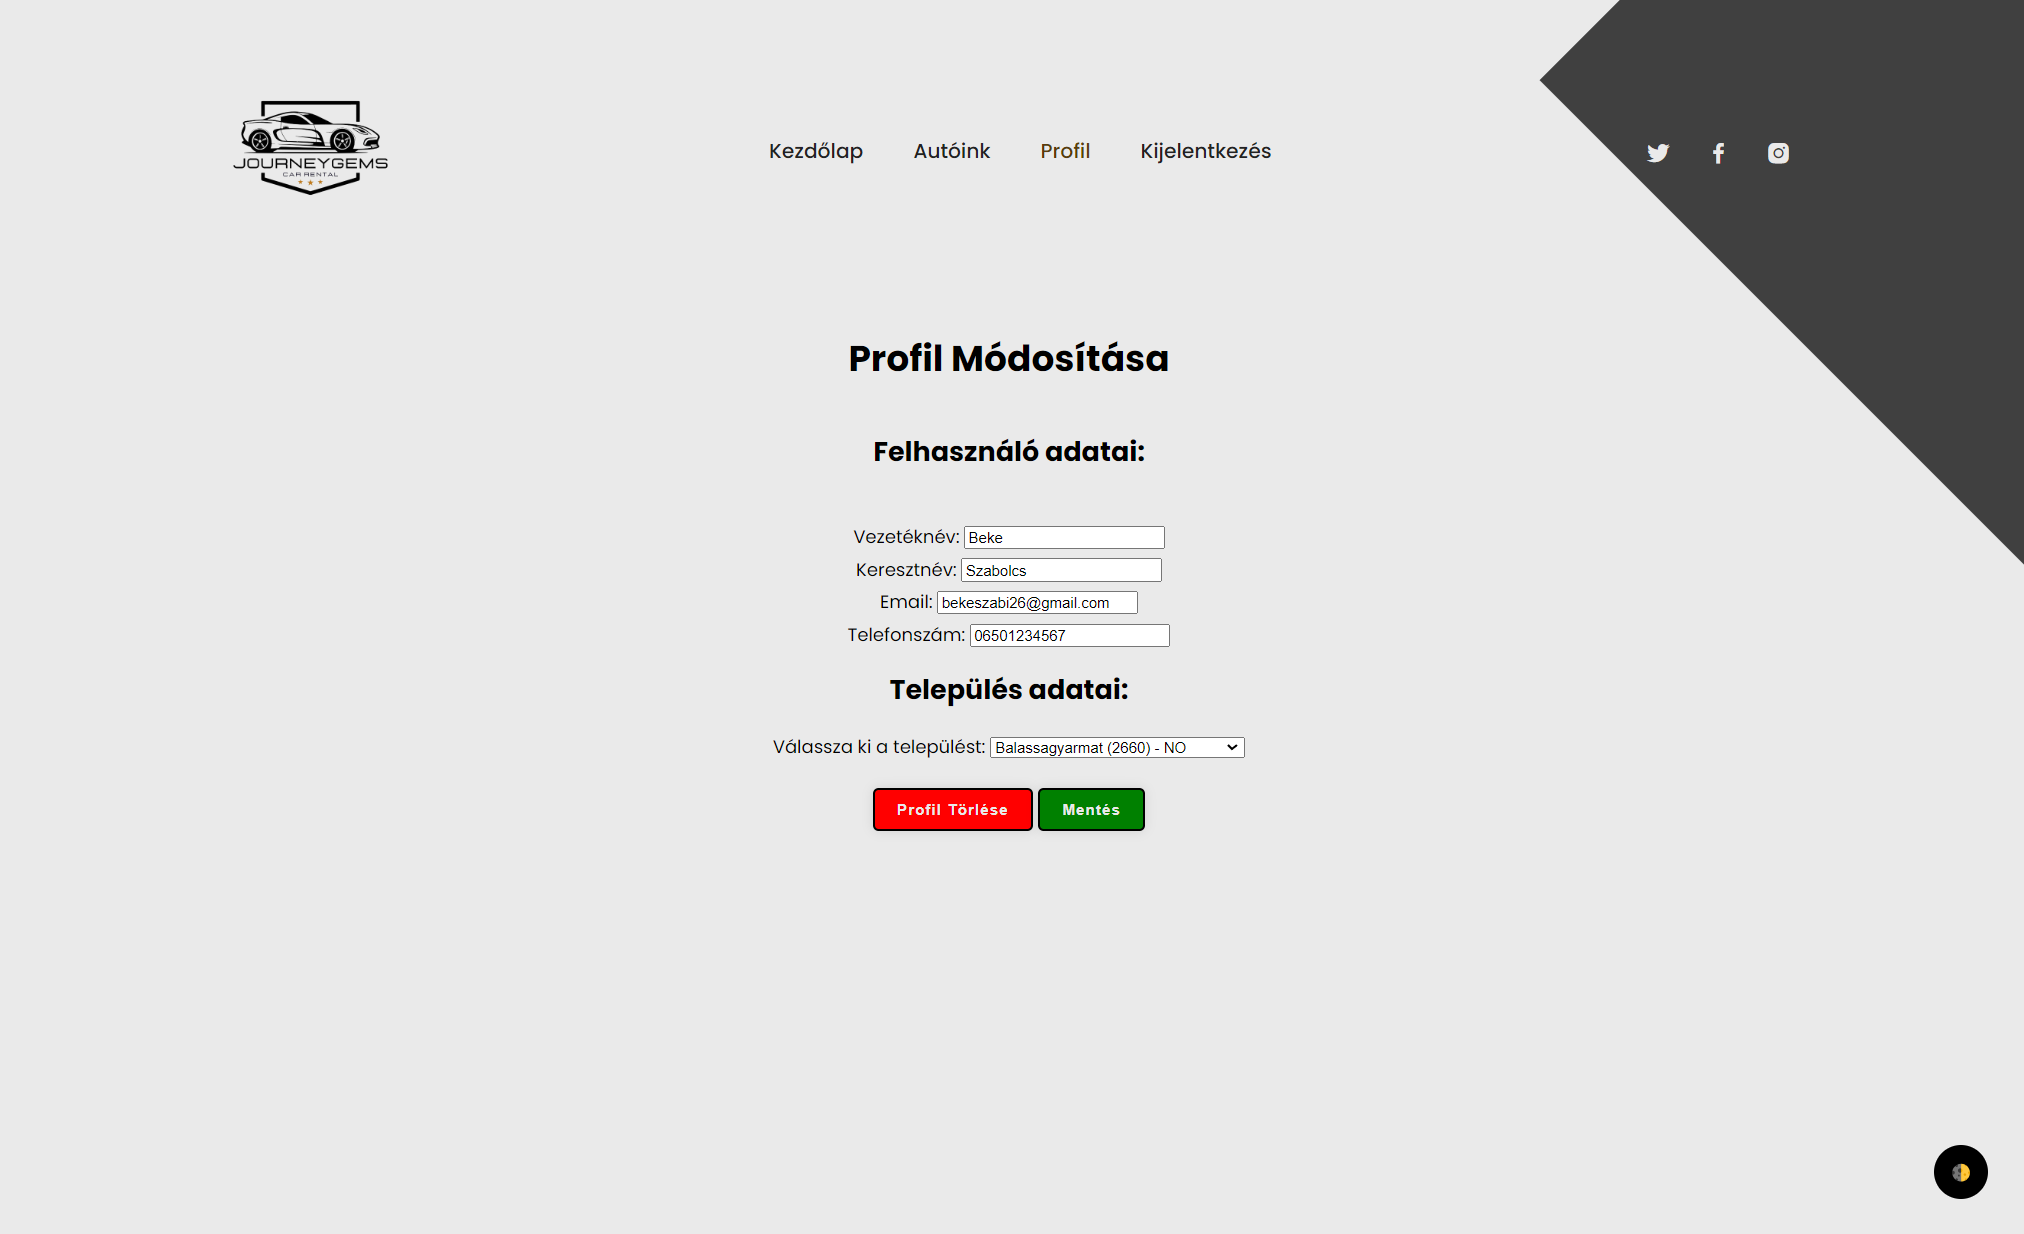 JOURNEYGEMS
CAR RENTAL
Kezdőlap Autóink Profil Kijelentkezés
Profil Módosítása
Felhasználó adatai:
Vezetéknév: Beke
Keresztnév: Szabolcs
Email: bekeszabi26@gmail.com
Telefonszám: 06501234567
Település adatai:
Válassza ki a települést: Balassagyarmat (2660) - NO
Profil Törlése Mentés